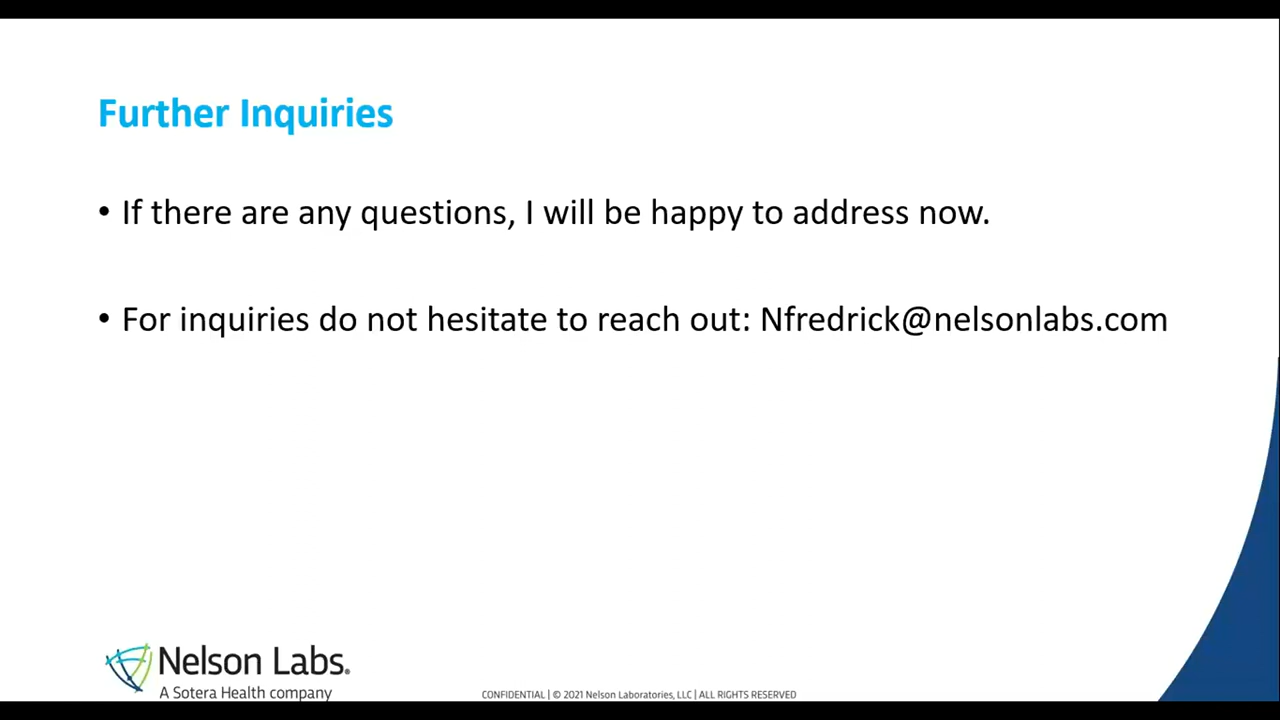 Further Inquiries
• If there are any questions, I will be happy to address now.
• For inquiries do not hesitate to reach out: Nfredrick@nelsonlabs.com
Nelson Labs®
A Sotera Health company
CONFIDENTIAL | © 2021 Nelson Laboratories, LLC | ALL RIGHTS RESERVED